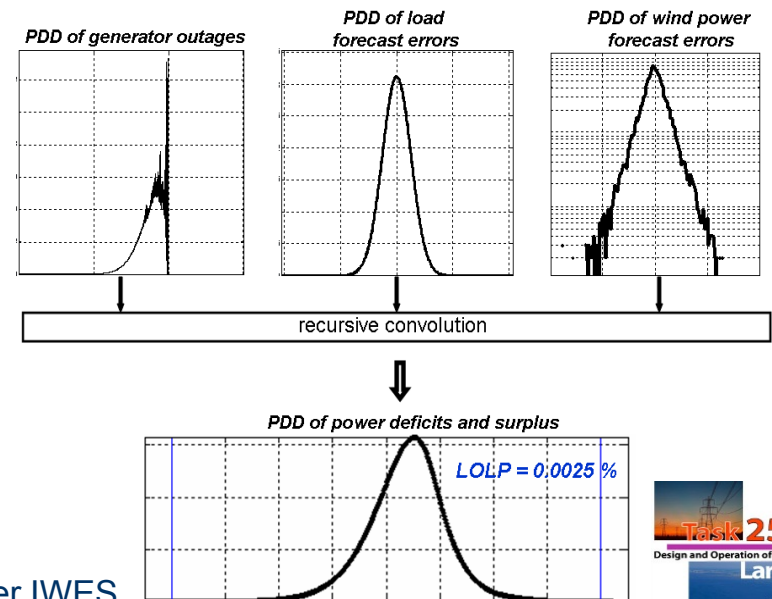 PDD of generator outages
PDD of load
forecast errors
PDD of wind power
forecast errors
recursive convolution
PDD of power deficits and surplus
LOLP = 0.0025 %
Task 25
Design and Operation of
Lar
er IWES